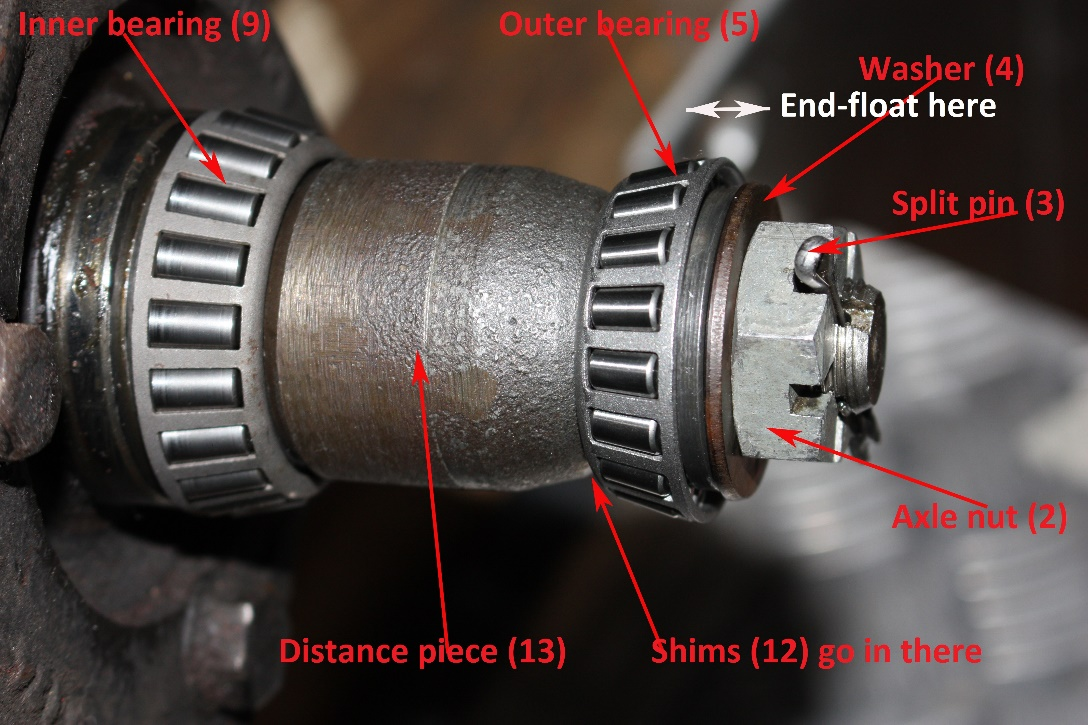 Inner bearing (9)
Outer bearing (5)
Washer (4)
End-float here
Split pin (3)
Axle nut (2)
Distance piece (13)
Shims (12) go in there